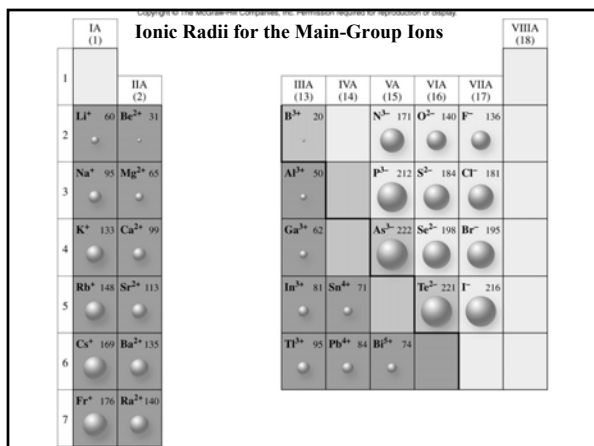 Copyright © The McGraw-Hill Companies, Inc. Permission required for reproduction or display.
Ionic Radii for the Main-Group Ions
IA
(1)
VIIIA
(18)
1
IIA
(2)
IIIA
(13)
IVA
(14)
VA
(15)
VIA
(16)
VIIA
(17)
2
Li⁺ 60
Be²⁺ 31
B³⁺ 20
N³⁻ 171
O²⁻ 140
F⁻ 136
3
Na⁺ 95
Mg²⁺ 65
Al³⁺ 50
P³⁻ 212
S²⁻ 184
Cl⁻ 181
4
K⁺ 133
Ca²⁺ 99
Ga³⁺ 62
As³⁻ 222
Se²⁻ 198
Br⁻ 195
5
Rb⁺ 148
Sr²⁺ 113
In³⁺ 81
Sn⁴⁺ 71
Te²⁻ 221
I⁻ 216
6
Cs⁺ 169
Ba²⁺ 135
Tl³⁺ 95
Pb⁴⁺ 84
Bi⁵⁺ 74
7
Fr⁺ 176
Ra²⁺ 140